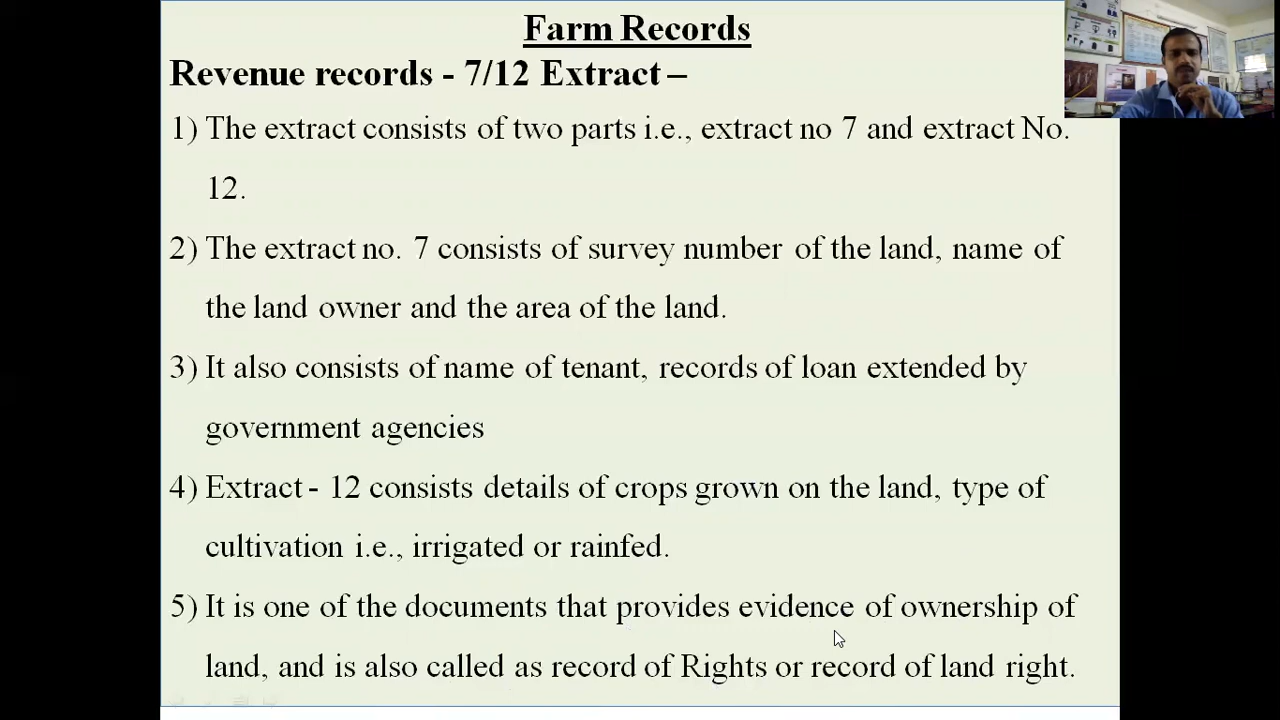 Farm Records
Revenue records - 7/12 Extract –
1) The extract consists of two parts i.e., extract no 7 and extract No.
12.
2) The extract no. 7 consists of survey number of the land, name of
the land owner and the area of the land.
3) It also consists of name of tenant, records of loan extended by
government agencies
4) Extract - 12 consists details of crops grown on the land, type of
cultivation i.e., irrigated or rainfed.
5) It is one of the documents that provides evidence of ownership of
land, and is also called as record of Rights or record of land right.